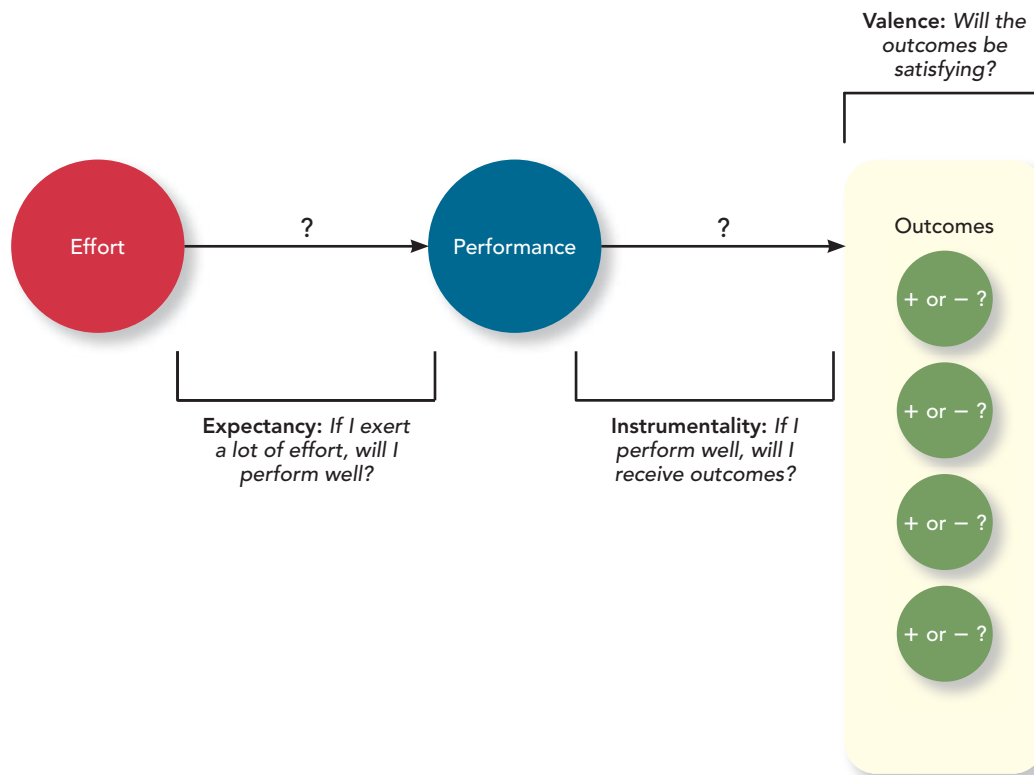 Valence: Will the
outcomes be
satisfying?
Effort
?
Performance
?
Outcomes
+ or − ?
+ or − ?
+ or − ?
+ or − ?
Expectancy: If I exert
a lot of effort, will I
perform well?
Instrumentality: If I
perform well, will I
receive outcomes?